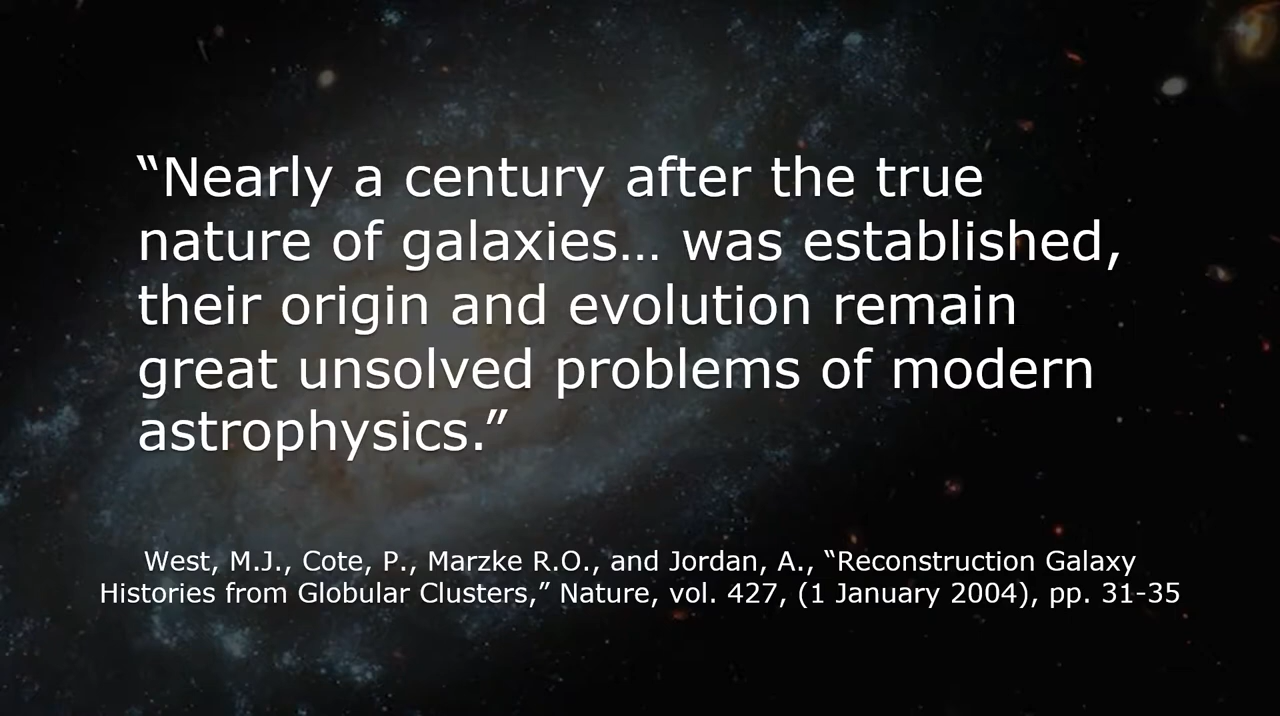 “Nearly a century after the true
nature of galaxies… was established,
their origin and evolution remain
great unsolved problems of modern
astrophysics.”
West, M.J., Cote, P., Marzke R.O., and Jordan, A., “Reconstruction Galaxy
Histories from Globular Clusters,” Nature, vol. 427, (1 January 2004), pp. 31-35